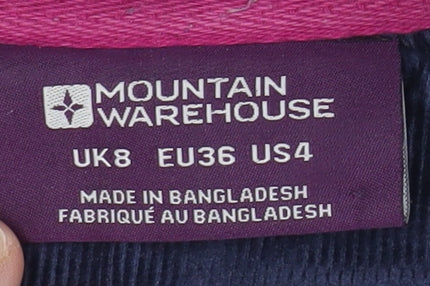 MOUNTAIN
WAREHOUSE
UK8 EU36 US4
MADE IN BANGLADESH
FABRIQUÉ AU BANGLADESH